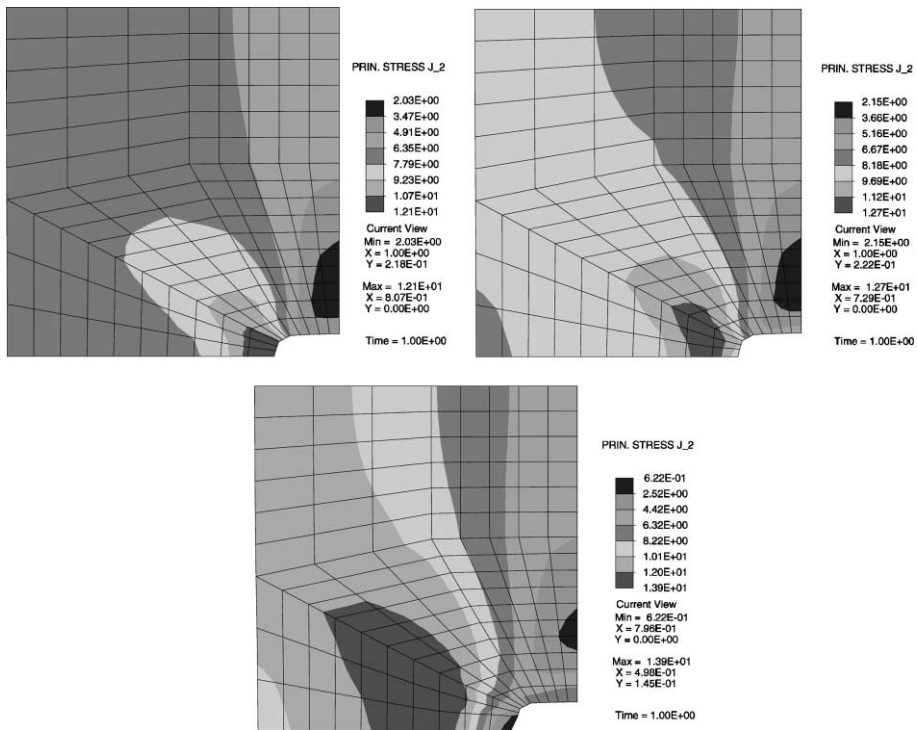 PRIN. STRESS J_2
2.03E+00
3.47E+00
4.91E+00
6.35E+00
7.79E+00
9.23E+00
1.07E+01
1.21E+01
Current View
Min = 2.03E+00
X = 1.00E+00
Y = 2.18E-01
Max = 1.21E+01
X = 8.07E-01
Y = 0.00E+00
Time = 1.00E+00
PRIN. STRESS J_2
2.15E+00
3.66E+00
5.16E+00
6.67E+00
8.18E+00
9.69E+00
1.12E+01
1.27E+01
Current View
Min = 2.15E+00
X = 1.00E+00
Y = 2.22E-01
Max = 1.27E+01
X = 7.29E-01
Y = 0.00E+00
Time = 1.00E+00
PRIN. STRESS J_2
6.22E-01
2.52E+00
4.42E+00
6.32E+00
8.22E+00
1.01E+01
1.20E+01
1.39E+01
Current View
Min = 6.22E-01
X = 7.96E-01
Y = 0.00E+00
Max = 1.39E+01
X = 4.98E-01
Y = 1.45E-01
Time = 1.00E+00